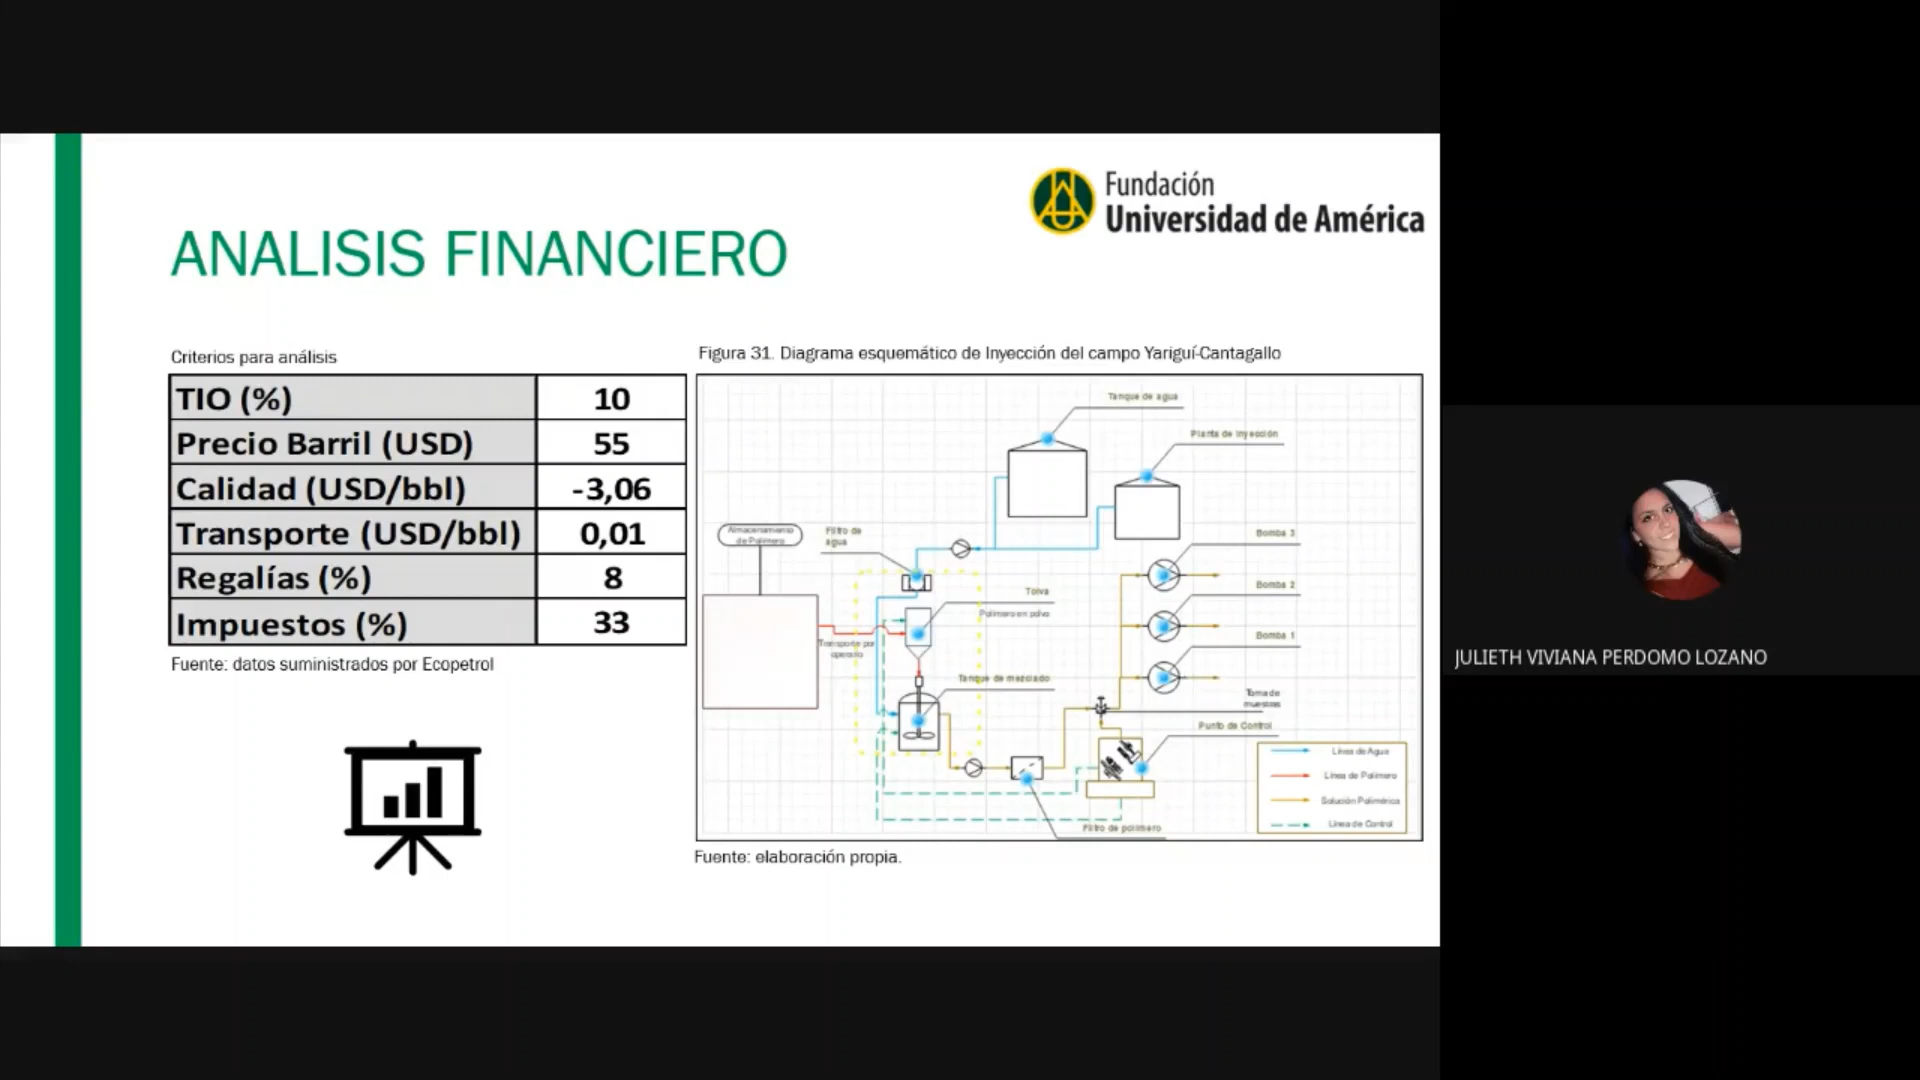 Fundación
Universidad de América
ANALISIS FINANCIERO
Criterios para análisis
TIO (%) 10
Precio Barril (USD) 55
Calidad (USD/bbl) -3,06
Transporte (USD/bbl) 0,01
Regalías (%) 8
Impuestos (%) 33
Fuente: datos suministrados por Ecopetrol
Figura 31. Diagrama esquemático de Inyección del campo Yariguí-Cantagallo
Tanque de agua
Planta de Inyección
Almacenamiento
de Polímero
Filtro de
agua
Bomba 3
Bomba 2
Bomba 1
Tolva
Polímero en polvo
Transporte por
operario
Tanque de mezclado
Toma de
muestras
Punto de Control
Filtro de polímero
Línea de Agua
Línea de Polímero
Solución Polimérica
Línea de Control
Fuente: elaboración propia.
JULIETH VIVIANA PERDOMO LOZANO